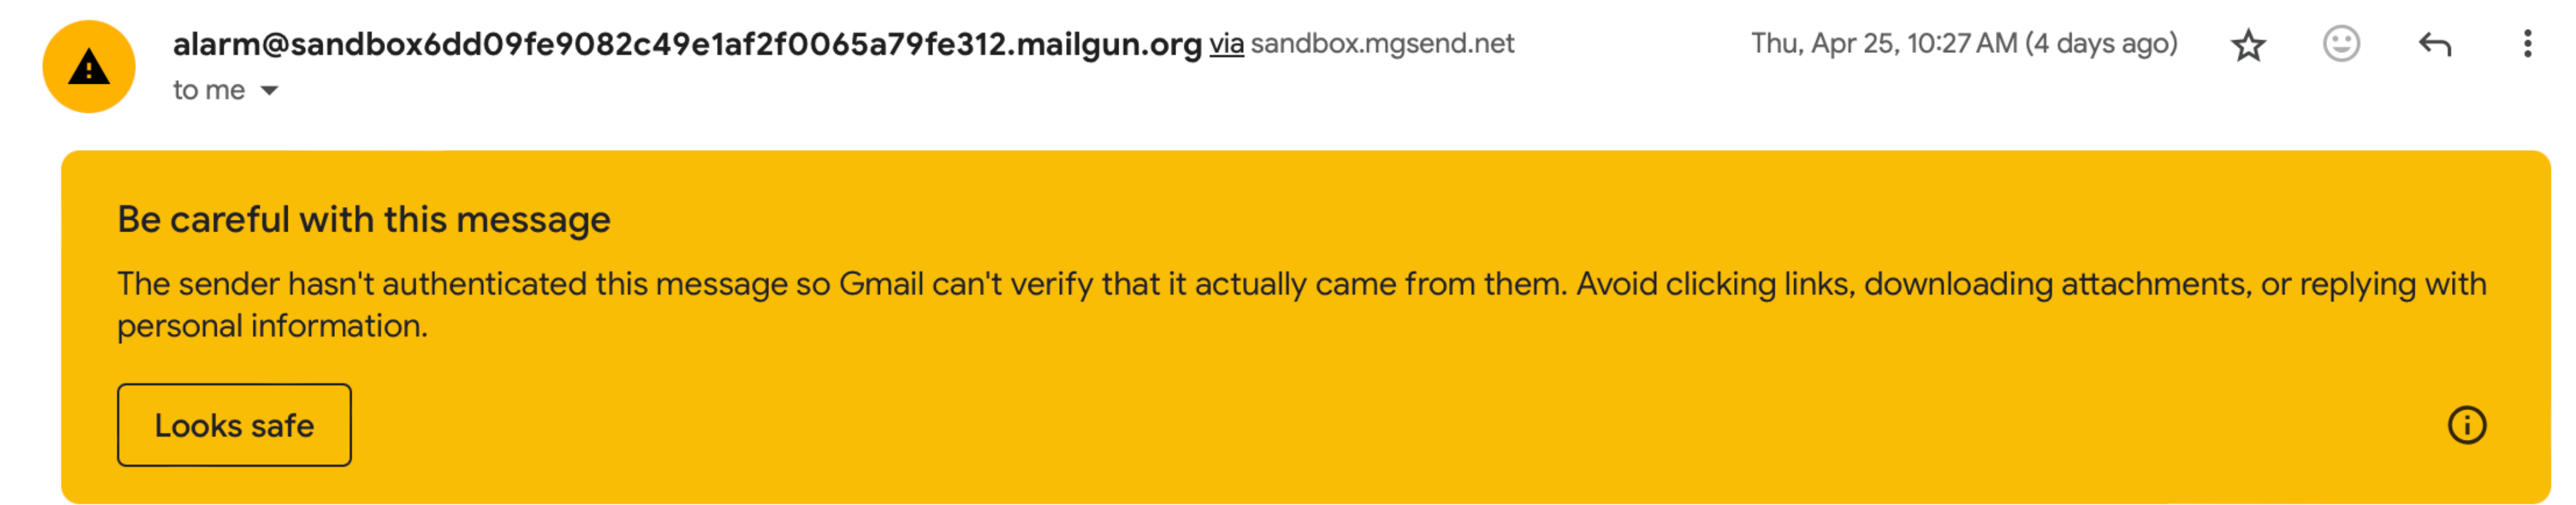 alarm@sandbox6dd09fe9082c49e1af2f0065a79fe312.mailgun.org via sandbox.mgsend.net Thu, Apr 25, 10:27 AM (4 days ago)
to me
Be careful with this message
The sender hasn't authenticated this message so Gmail can't verify that it actually came from them. Avoid clicking links, downloading attachments, or replying with
personal information.
Looks safe